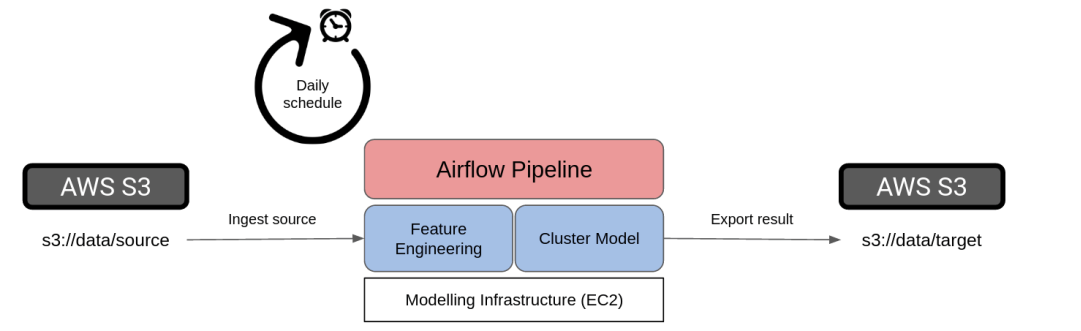 Daily
schedule
Airflow Pipeline
AWS S3
AWS S3
Ingest source
Feature
Engineering
Cluster Model
Export result
s3://data/source
s3://data/target
Modelling Infrastructure (EC2)